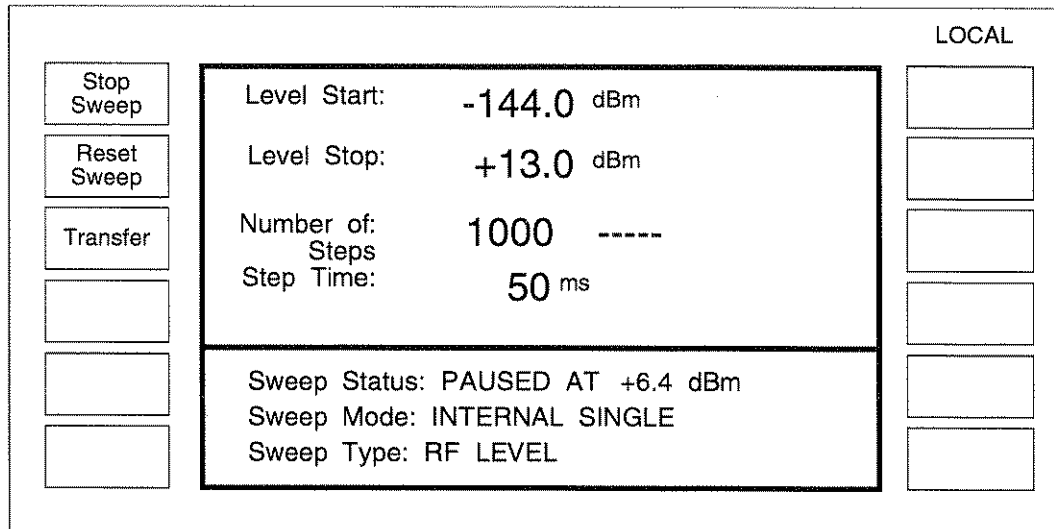 LOCAL
Stop
Sweep
Reset
Sweep
Transfer
Level Start: -144.0 dBm
Level Stop: +13.0 dBm
Number of: 1000 -----
Steps
Step Time: 50 ms
Sweep Status: PAUSED AT +6.4 dBm
Sweep Mode: INTERNAL SINGLE
Sweep Type: RF LEVEL